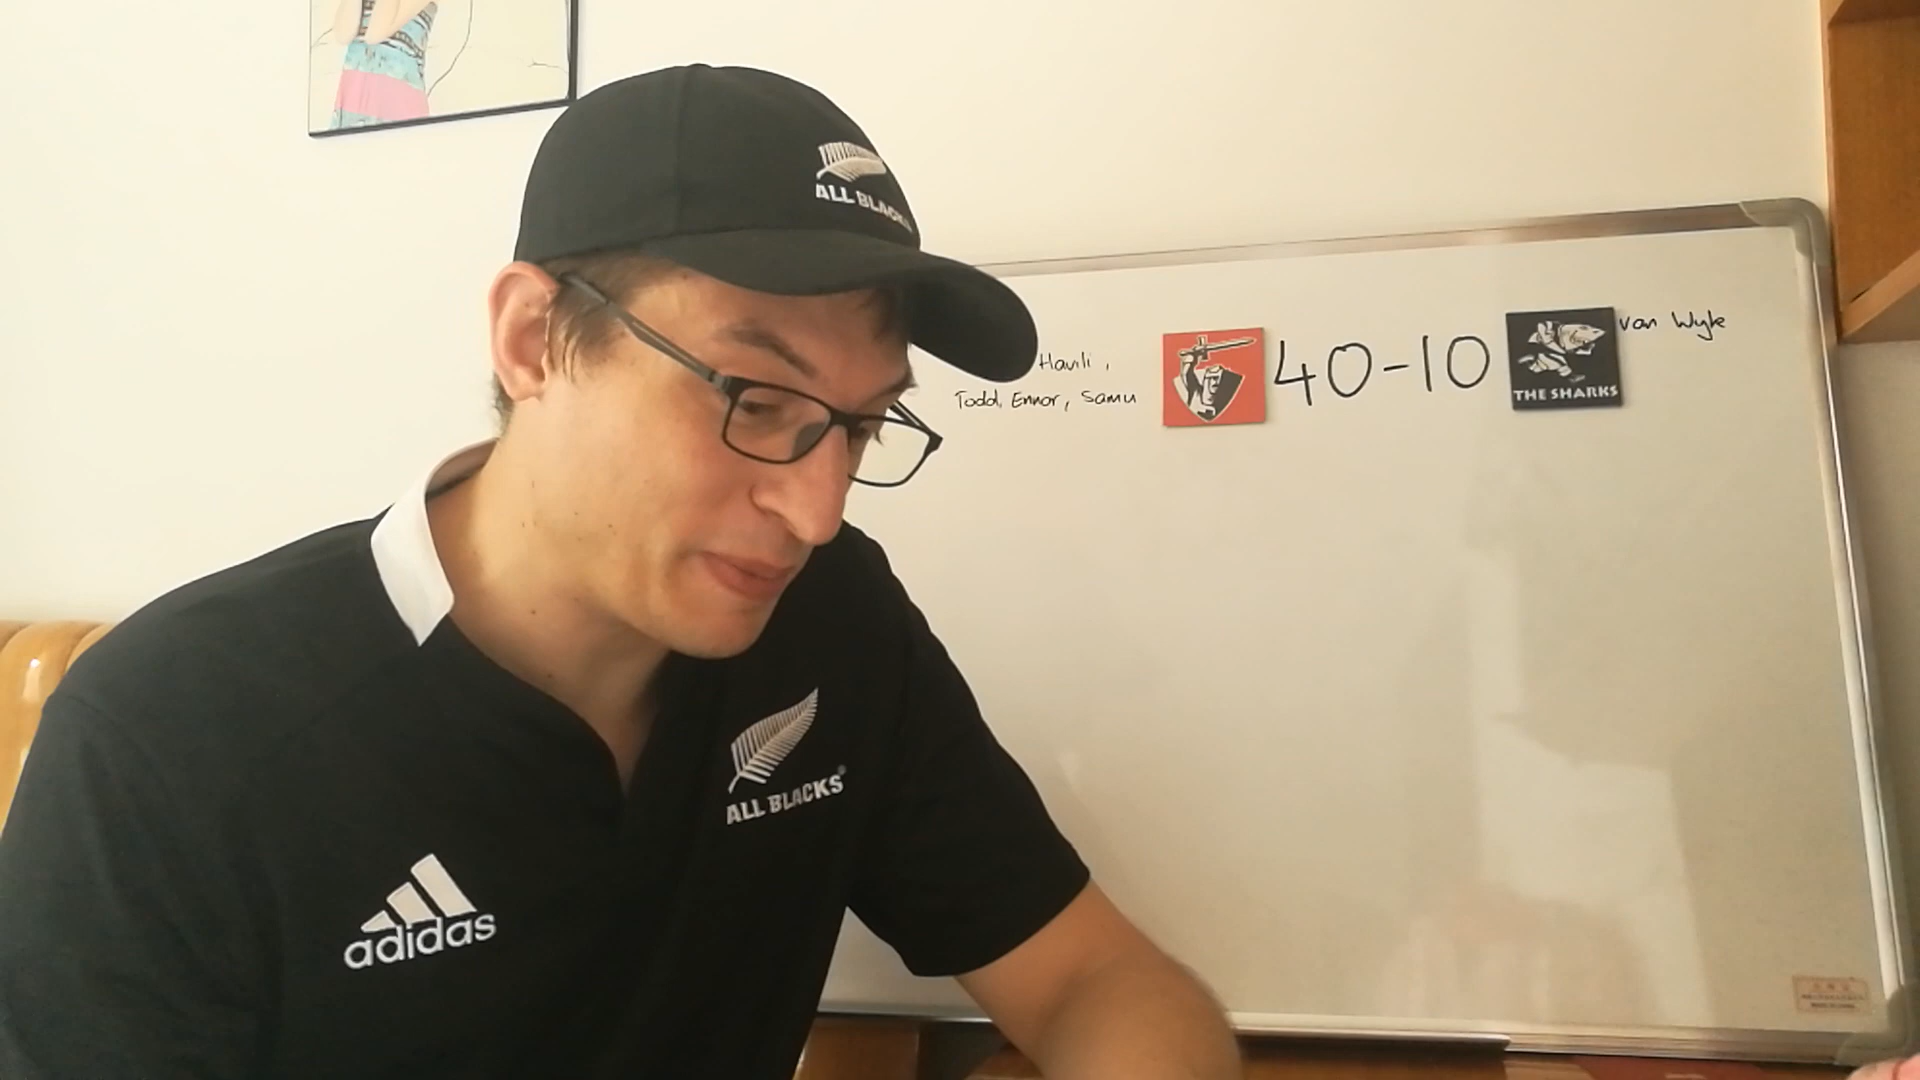 ALL BLACKS
Havili,
Todd, Ennor, Samu
40-10
THE SHARKS
van Wyk
ALL BLACKS
adidas